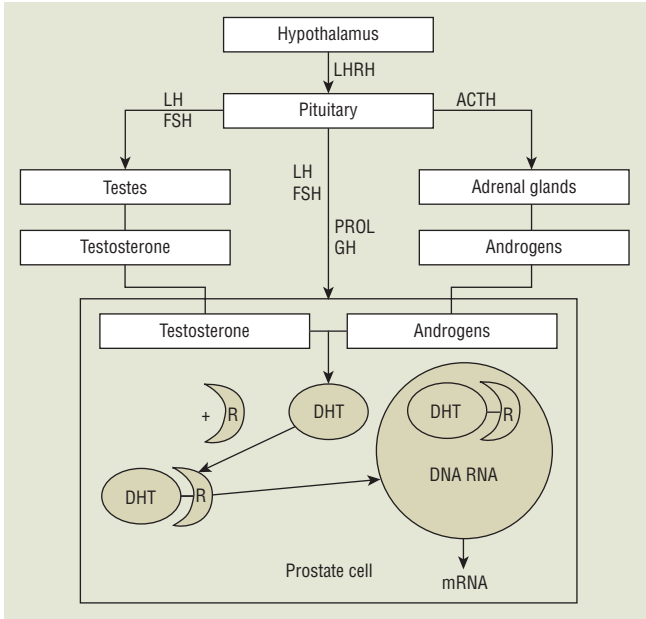 Hypothalamus
LHRH
LH
FSH
Pituitary
ACTH
LH
FSH
Testes
Adrenal glands
PROL
GH
Testosterone
Androgens
Testosterone
Androgens
+ R
DHT
DHT R
DHT R
DNA RNA
Prostate cell
mRNA